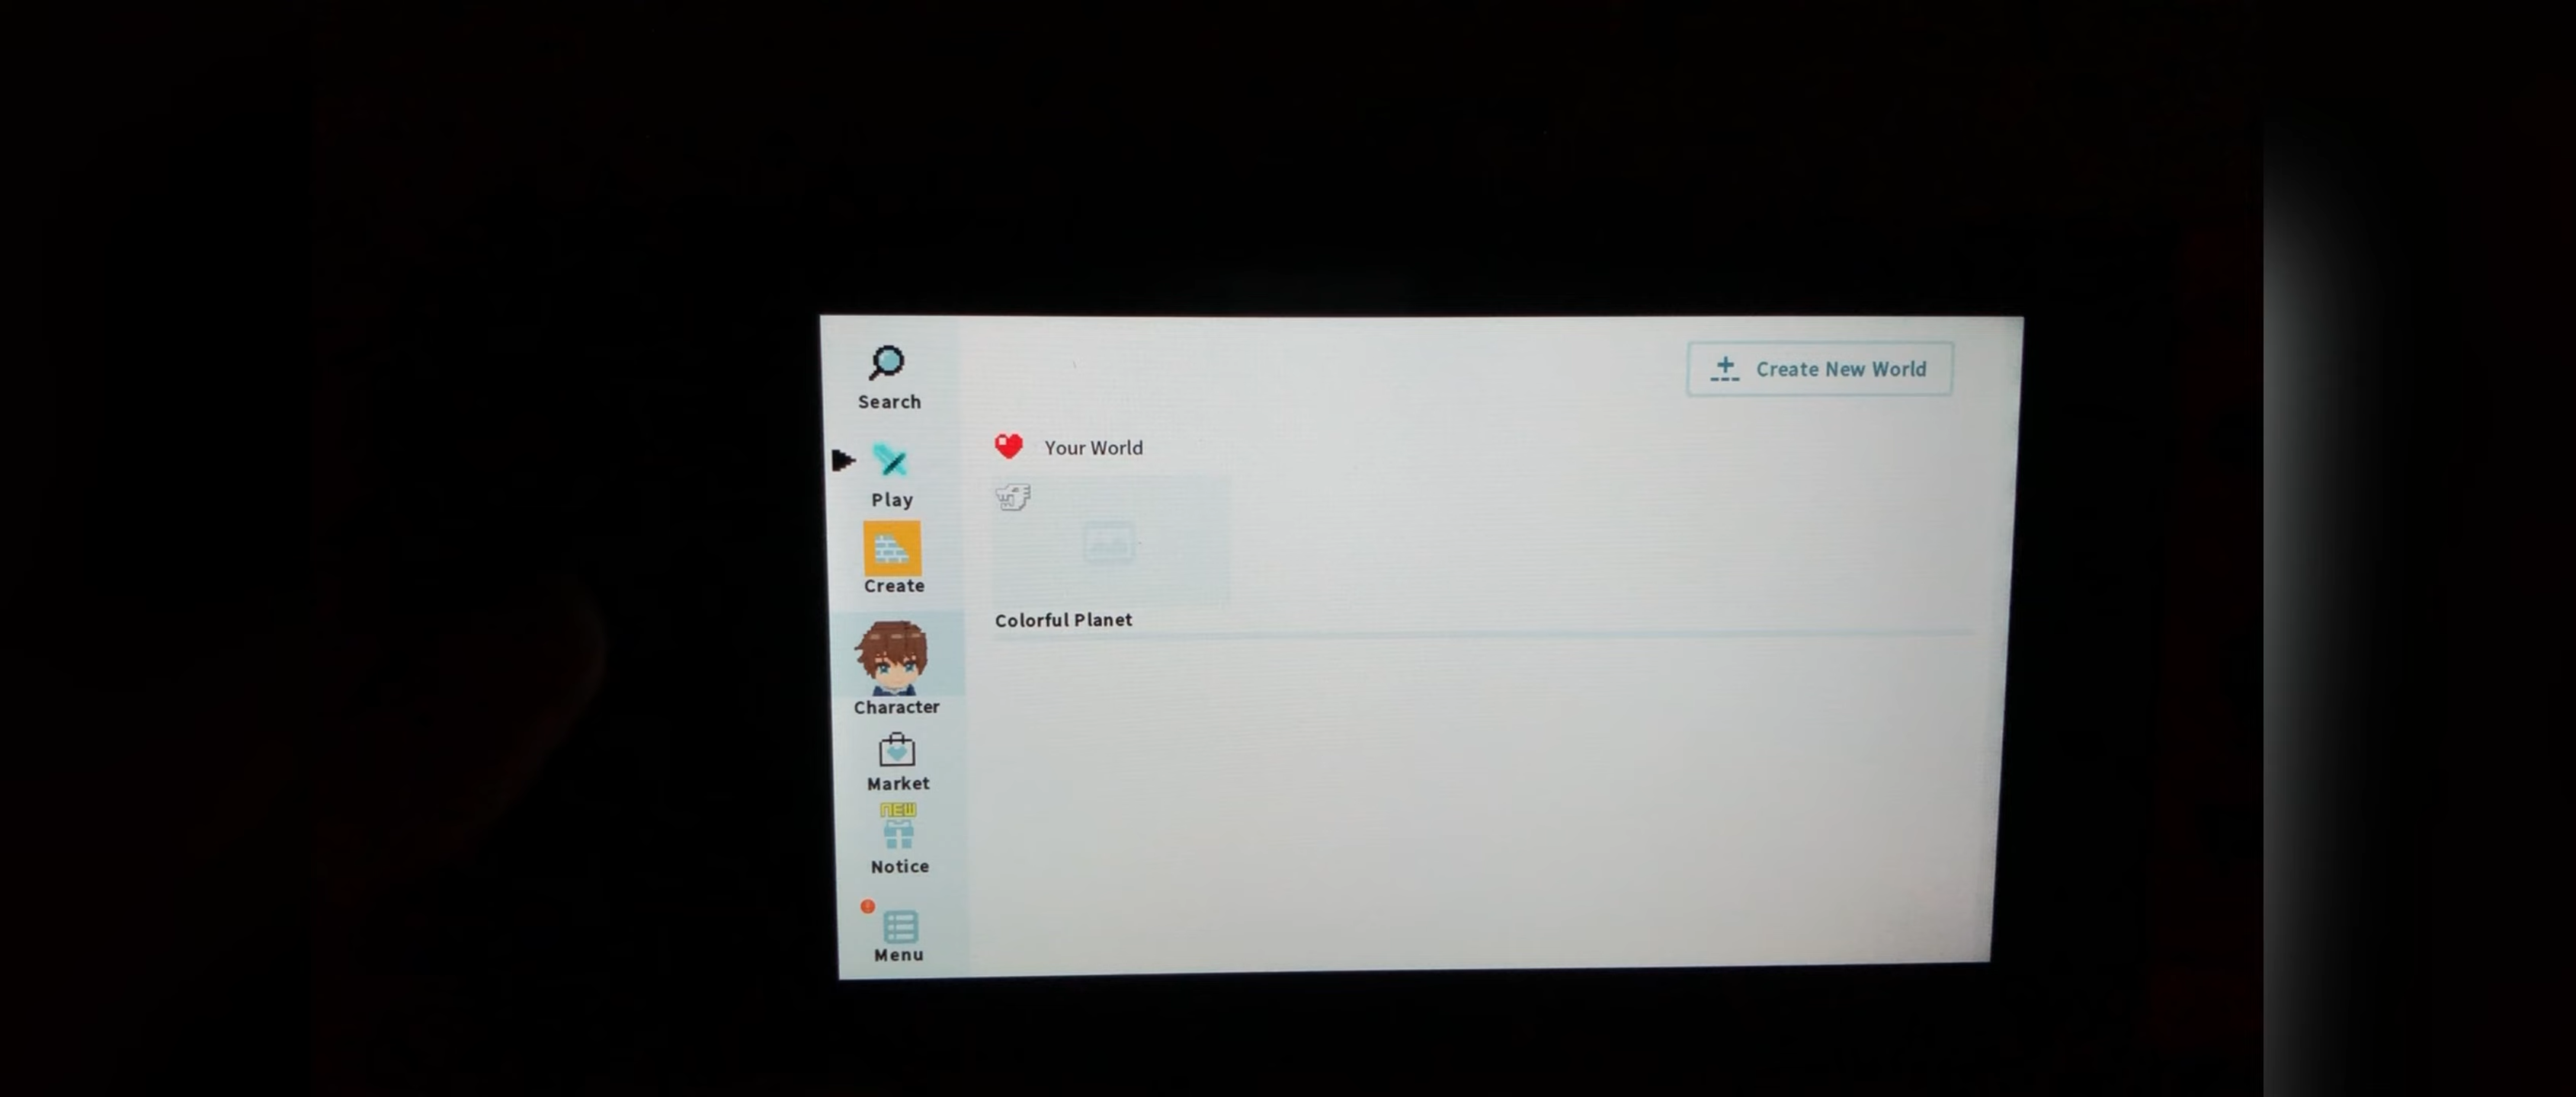 Search
Play
Create
Character
Market
NEW
Notice
Menu
Create New World
Your World
Colorful Planet